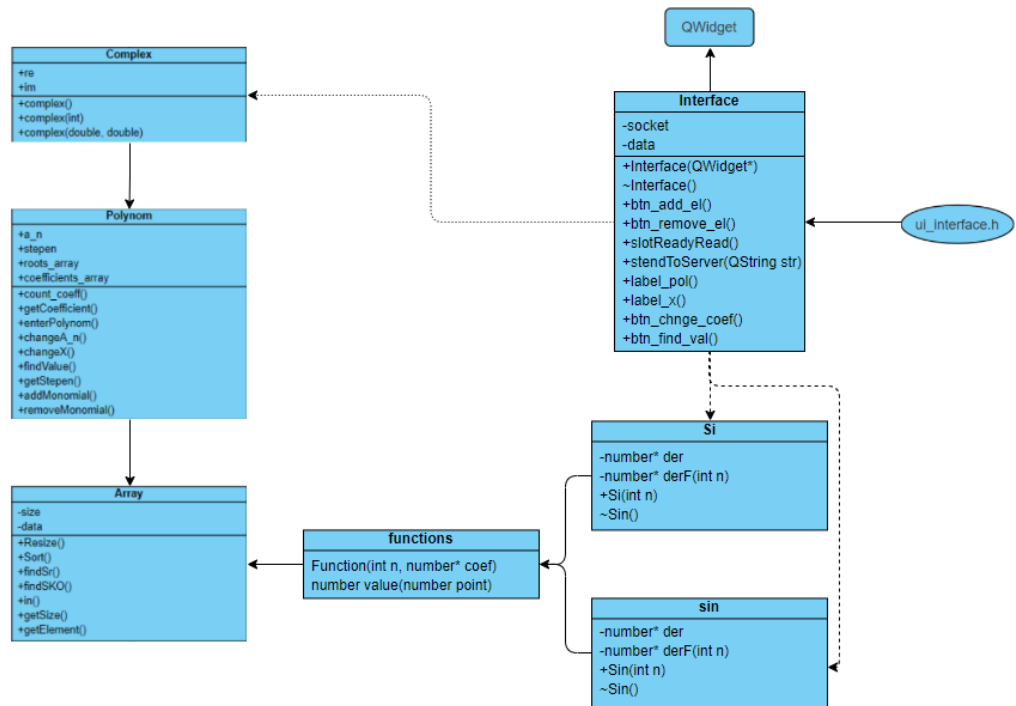 QWidget
Complex
+re
+im
+complex()
+complex(int)
+complex(double, double)
Interface
-socket
-data
+Interface(QWidget*)
~Interface()
+btn_add_el()
+btn_remove_el()
+slotReadyRead()
+stendToServer(QString str)
+label_pol()
+label_x()
+btn_chnge_coef()
+btn_find_val()
ui_interface.h
Polynom
+a_n
+stepen
+roots_array
+coefficients_array
+count_coeff()
+getCoefficient()
+enterPolynom()
+changeA_n()
+changeX()
+findValue()
+getStepen()
+addMonomial()
+removeMonomial()
Si
-number* der
-number* derF(int n)
+Si(int n)
~Sin()
Array
-size
-data
+Resize()
+Sort()
+findSr()
+findSKO()
+in()
+getSize()
+getElement()
functions
Function(int n, number* coef)
number value(number point)
sin
-number* der
-number* derF(int n)
+Sin(int n)
~Sin()